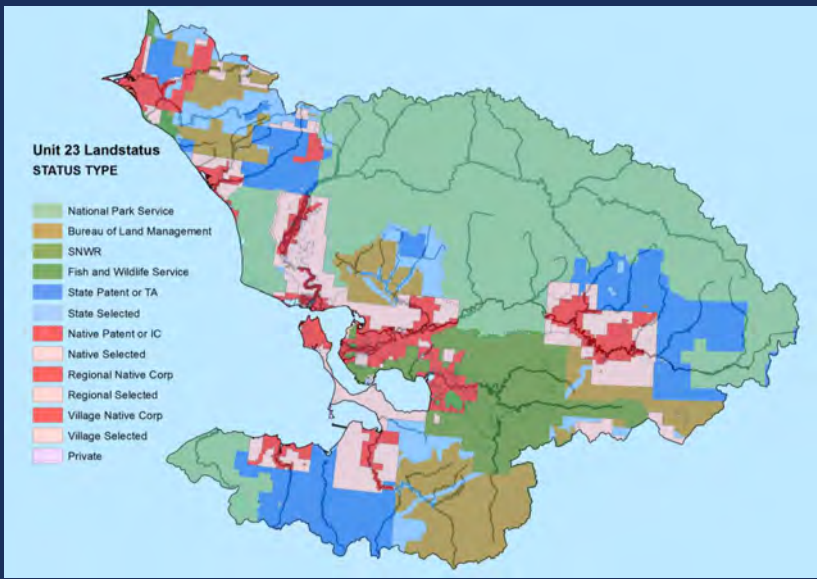 Unit 23 Landstatus
STATUS TYPE
National Park Service
Bureau of Land Management
SNWR
Fish and Wildlife Service
State Patent or TA
State Selected
Native Patent or IC
Native Selected
Regional Native Corp
Regional Selected
Village Native Corp
Village Selected
Private